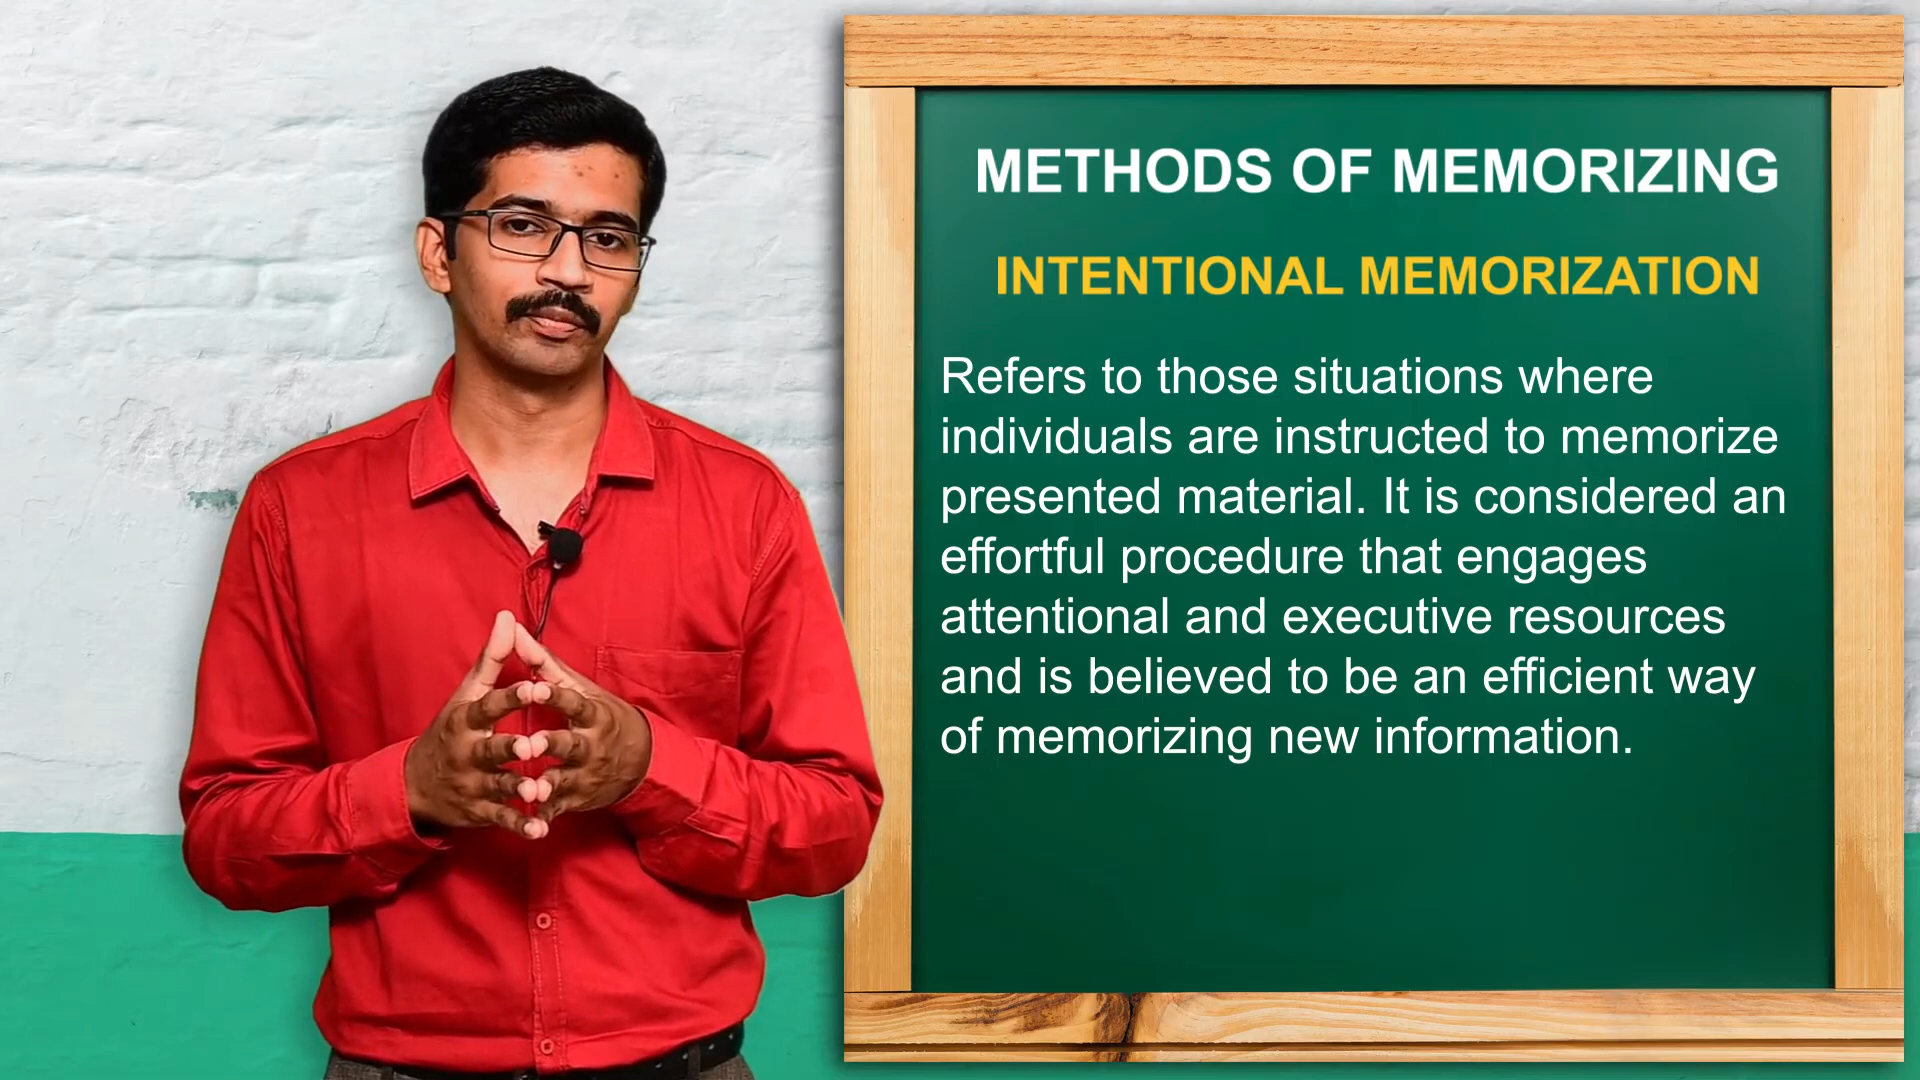 METHODS OF MEMORIZING
INTENTIONAL MEMORIZATION
Refers to those situations where
individuals are instructed to memorize
presented material. It is considered an
effortful procedure that engages
attentional and executive resources
and is believed to be an efficient way
of memorizing new information.